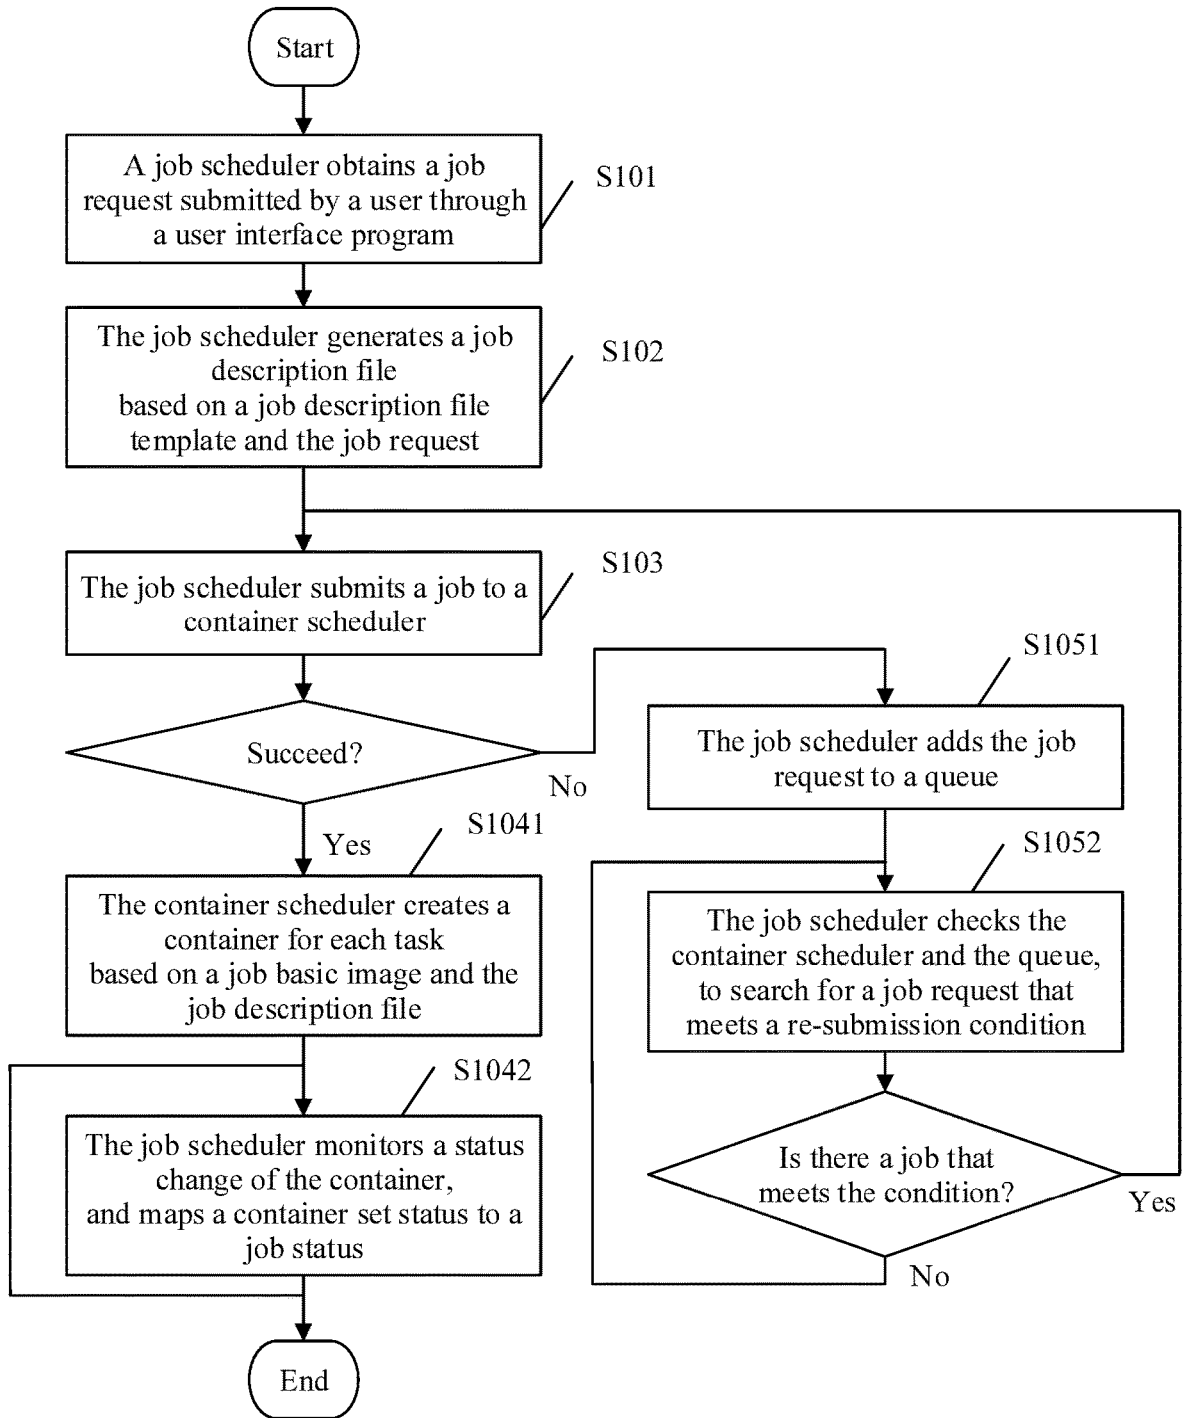 Start
A job scheduler obtains a job
request submitted by a user through
a user interface program
S101
The job scheduler generates a job
description file
based on a job description file
template and the job request
S102
The job scheduler submits a job to a
container scheduler
S103
Succeed?
No
Yes
S1051
The job scheduler adds the job
request to a queue
S1041
The container scheduler creates a
container for each task
based on a job basic image and the
job description file
S1052
The job scheduler checks the
container scheduler and the queue,
to search for a job request that
meets a re-submission condition
S1042
The job scheduler monitors a status
change of the container,
and maps a container set status to a
job status
Is there a job that
meets the condition?
Yes
No
End